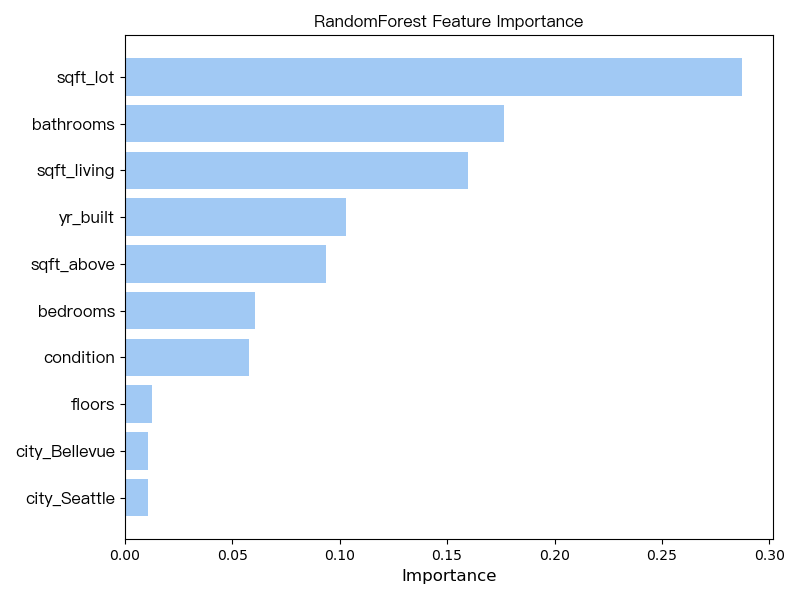 RandomForest Feature Importance
sqft_lot
bathrooms
sqft_living
yr_built
sqft_above
bedrooms
condition
floors
city_Bellevue
city_Seattle
0.00 0.05 0.10 0.15 0.20 0.25 0.30
Importance